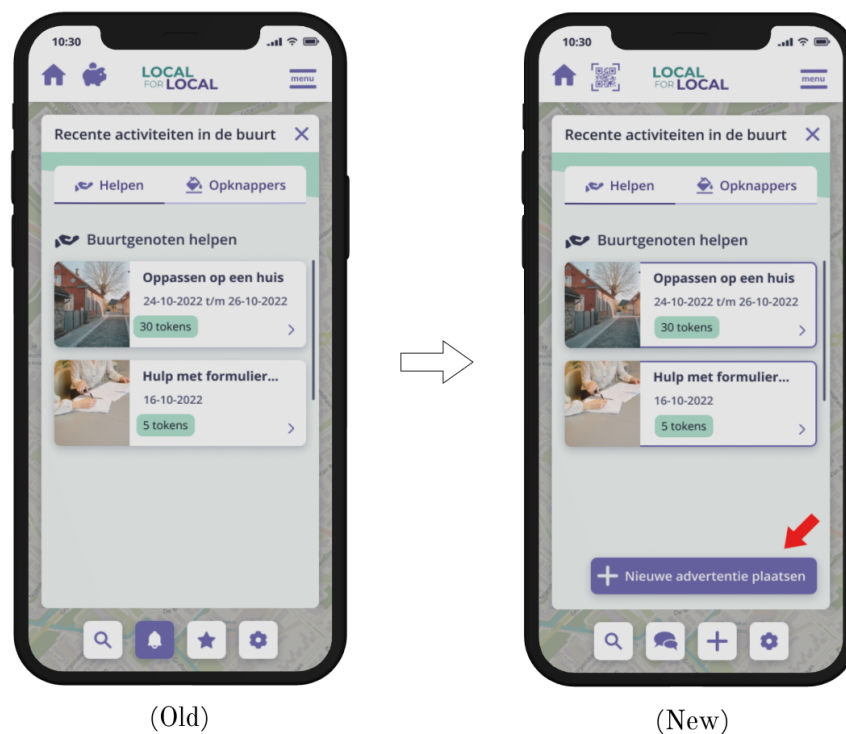 10:30
LOCAL
FOR LOCAL
menu
Recente activiteiten in de buurt
Helpen
Opknappers
Buurtgenoten helpen
Oppassen op een huis
24-10-2022 t/m 26-10-2022
30 tokens
Hulp met formulier...
16-10-2022
5 tokens
(Old)
10:30
LOCAL
FOR LOCAL
menu
Recente activiteiten in de buurt
Helpen
Opknappers
Buurtgenoten helpen
Oppassen op een huis
24-10-2022 t/m 26-10-2022
30 tokens
Hulp met formulier...
16-10-2022
5 tokens
Nieuwe advertentie plaatsen
(New)